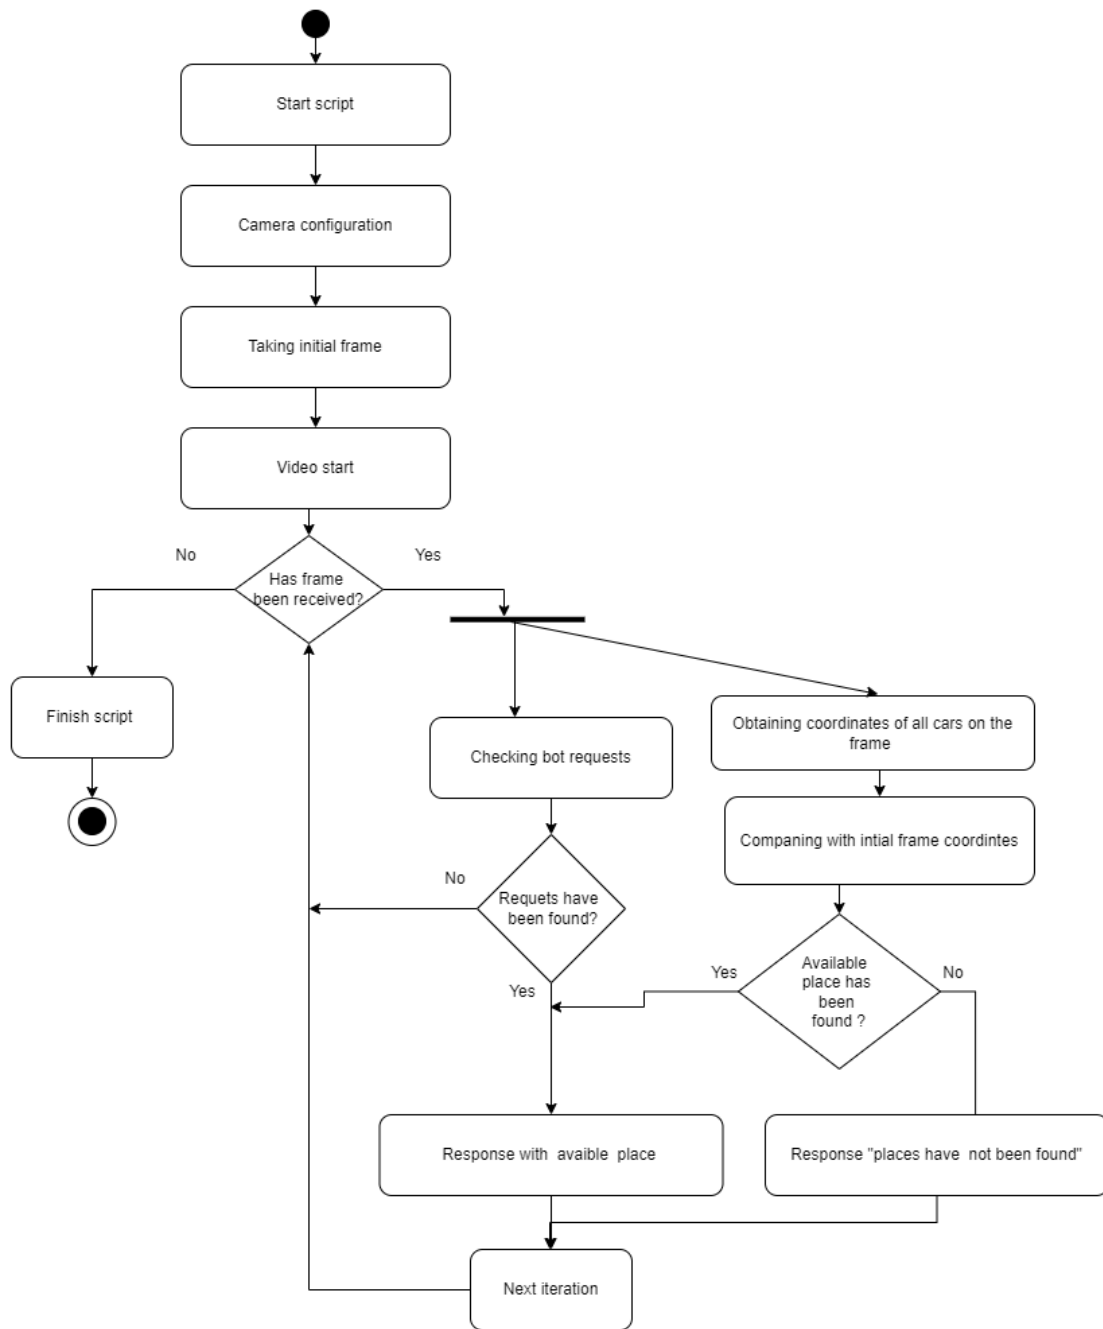 Start script
Camera configuration
Taking initial frame
Video start
No
Yes
Has frame
been received?
Finish script
Checking bot requests
Obtaining coordinates of all cars on the
frame
Companing with intial frame coordintes
No
Requets have
been found?
Yes
Yes
Available
place has
been
found ?
No
Response with avaible place
Response "places have not been found"
Next iteration